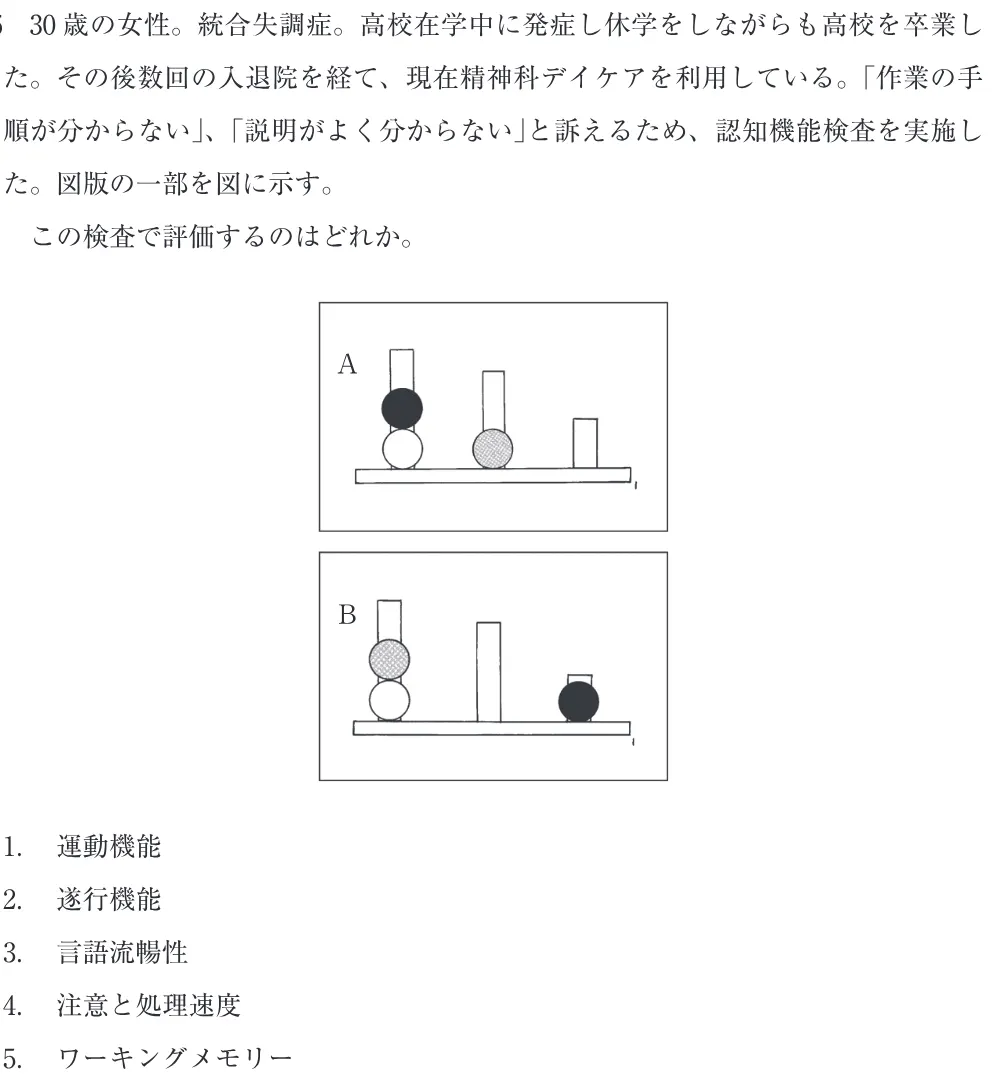 30 歳の女性。統合失調症。高校在学中に発症し休学をしながらも高校を卒業し
た。その後数回の入退院を経て、現在精神科デイケアを利用している。「作業の手
順が分からない」、「説明がよく分からない」と訴えるため、認知機能検査を実施し
た。図版の一部を図に示す。
この検査で評価するのはどれか。
A
B
1. 運動機能
2. 遂行機能
3. 言語流暢性
4. 注意と処理速度
5. ワーキングメモリー